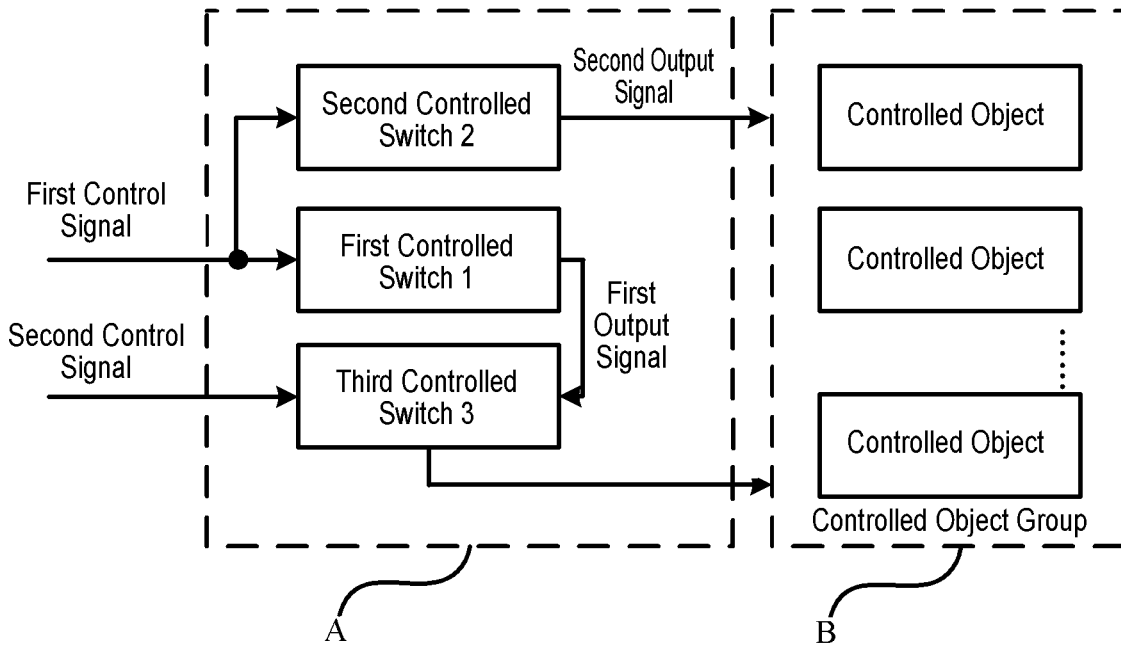 Second Output
Signal
Second Controlled
Switch 2
Controlled Object
First Control
Signal
First Controlled
Switch 1
Controlled Object
First
Output
Signal
Second Control
Signal
Third Controlled
Switch 3
Controlled Object
Controlled Object Group
A
B